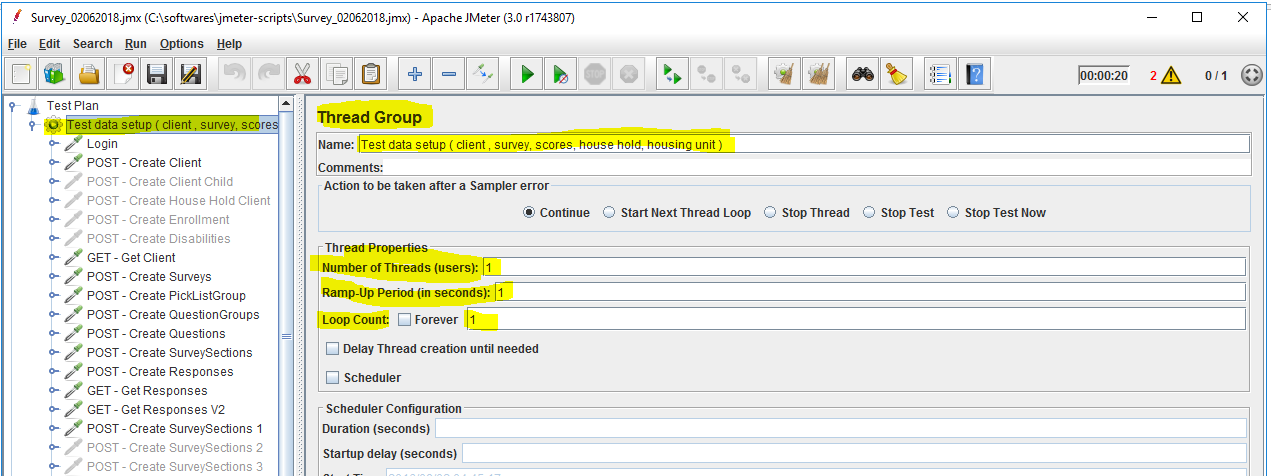 Survey_02062018.jmx (C:\softwares\jmeter-scripts\Survey_02062018.jmx) - Apache JMeter (3.0 r1743807)
File Edit Search Run Options Help
00:00:20 2 0 / 1
Test Plan
Test data setup ( client , survey, scores
Login
POST - Create Client
POST - Create Client Child
POST - Create House Hold Client
POST - Create Enrollment
POST - Create Disabilities
GET - Get Client
POST - Create Surveys
POST - Create PickListGroup
POST - Create QuestionGroups
POST - Create Questions
POST - Create SurveySections
POST - Create Responses
GET - Get Responses
GET - Get Responses V2
POST - Create SurveySections 1
POST - Create SurveySections 2
POST - Create SurveySections 3
Thread Group
Name: Test data setup ( client , survey, scores, house hold, housing unit )
Comments:
Action to be taken after a Sampler error
Continue Start Next Thread Loop Stop Thread Stop Test Stop Test Now
Thread Properties
Number of Threads (users): 1
Ramp-Up Period (in seconds): 1
Loop Count: Forever 1
Delay Thread creation until needed
Scheduler
Scheduler Configuration
Duration (seconds)
Startup delay (seconds)